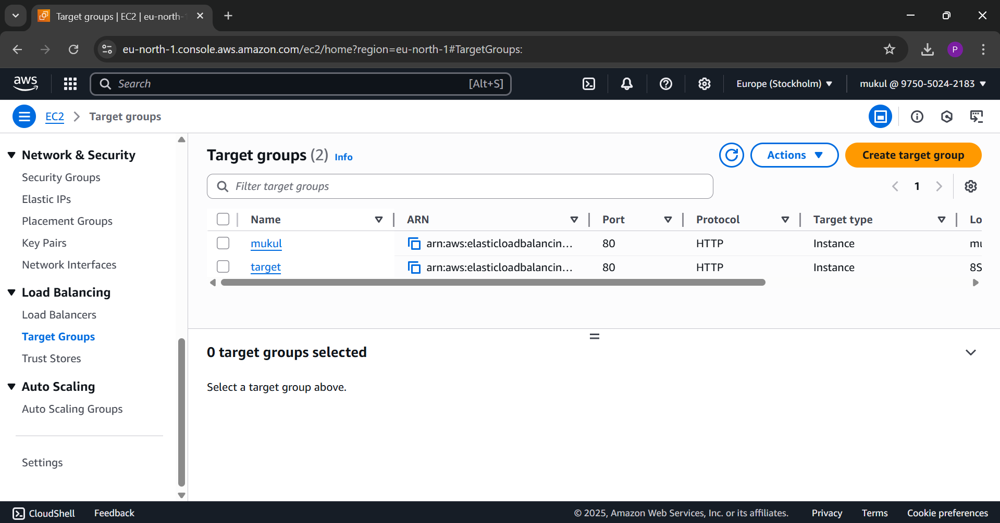 Target groups | EC2 | eu-north-1
eu-north-1.console.aws.amazon.com/ec2/home?region=eu-north-1#TargetGroups:
P
aws
Search
[Alt+S]
Europe (Stockholm)
mukul @ 9750-5024-2183
EC2
Target groups
Network & Security
Security Groups
Elastic IPs
Placement Groups
Key Pairs
Network Interfaces
Load Balancing
Load Balancers
Target Groups
Trust Stores
Auto Scaling
Auto Scaling Groups
Settings
Target groups (2) Info
Actions
Create target group
Filter target groups
1
Name ARN Port Protocol Target type Lo
mukul arn:aws:elasticloadbalancin... 80 HTTP Instance mu
target arn:aws:elasticloadbalancin... 80 HTTP Instance 8S
0 target groups selected
Select a target group above.
CloudShell Feedback © 2025, Amazon Web Services, Inc. or its affiliates. Privacy Terms Cookie preferences